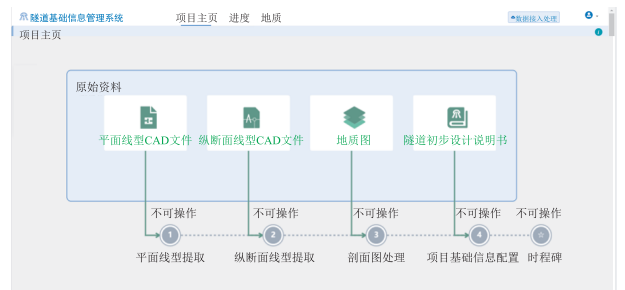 隧道基础信息管理系统 项目主页 进度 地质 数据接入处理
项目主页
原始资料
平面线型CAD文件 纵断面线型CAD文件 地质图 隧道初步设计说明书
不可操作 不可操作 不可操作 不可操作 不可操作
1 2 3 4
平面线型提取 纵断面线型提取 剖面图处理 项目基础信息配置 时程碑